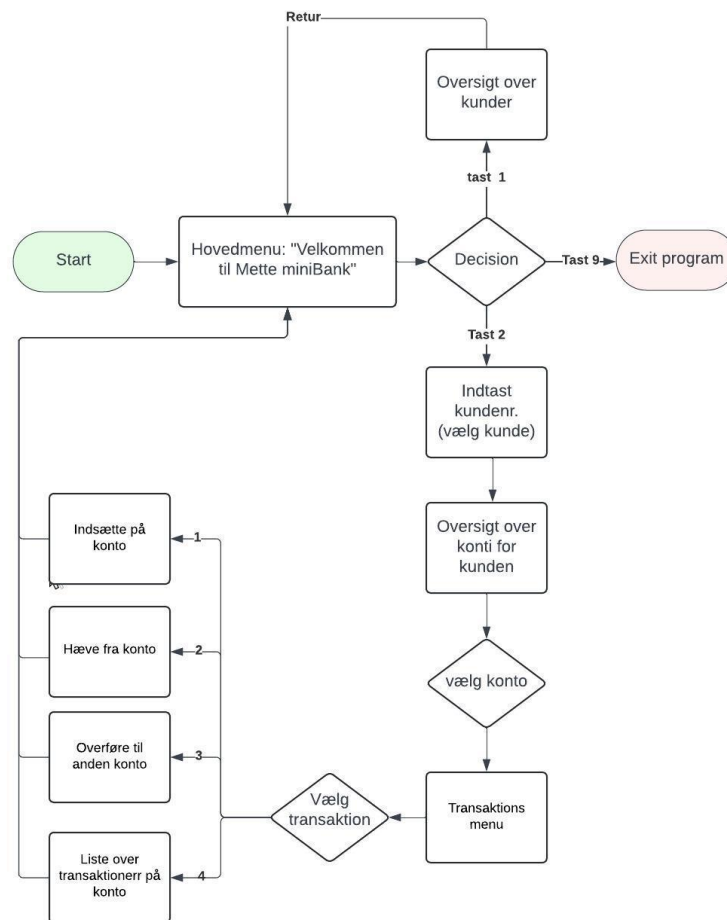 Retur
Oversigt over
kunder
tast 1
Start
Hovedmenu: "Velkommen
til Mette miniBank"
Decision
Tast 9
Exit program
Tast 2
Indtast
kundenr.
(vælg kunde)
Oversigt over
konti for
kunden
vælg konto
Transaktions
menu
Vælg
transaktion
1
Indsætte på
konto
2
Hæve fra konto
3
Overføre til
anden konto
4
Liste over
transaktionerr på
konto